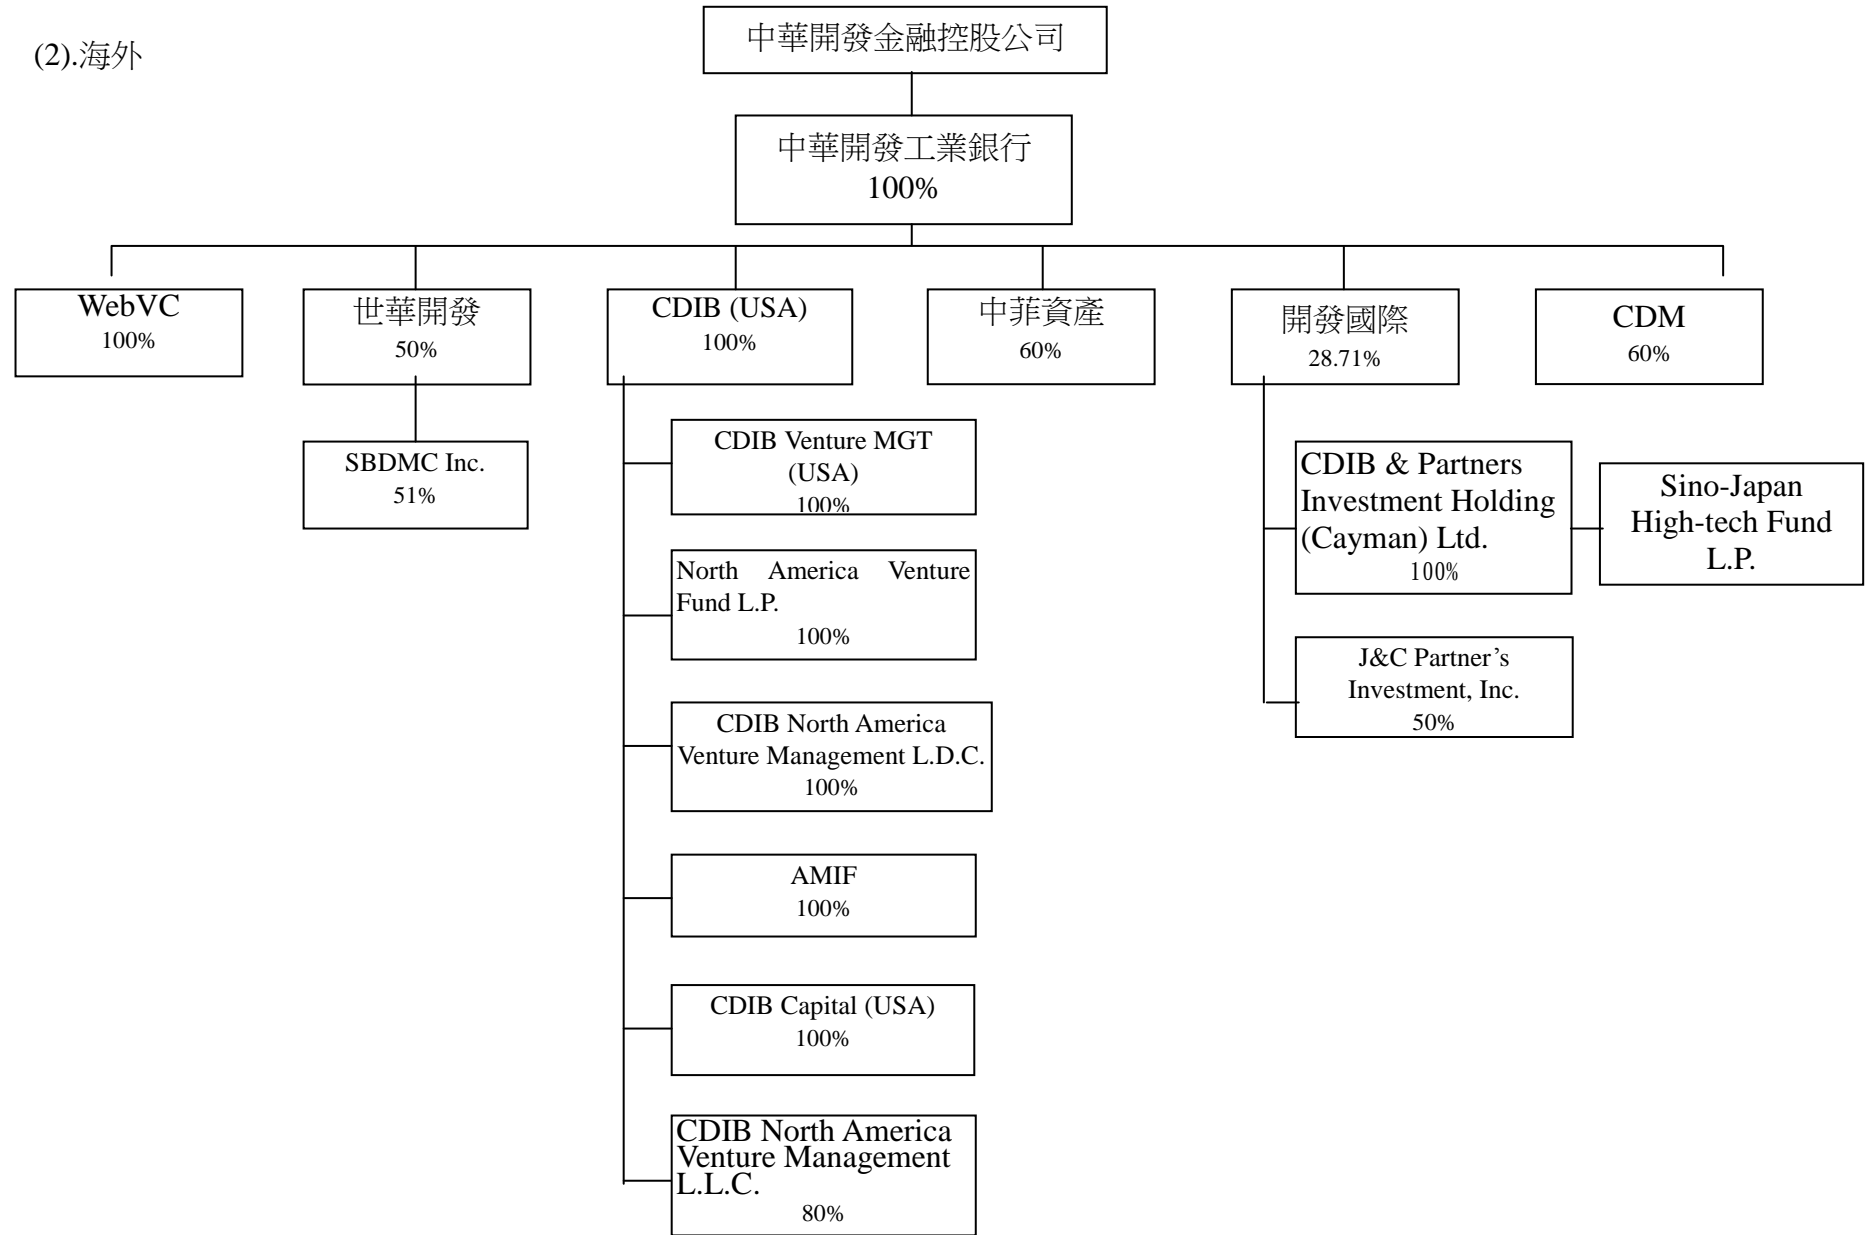 (2).海外
中華開發金融控股公司
中華開發工業銀行
100%
WebVC
100%
世華開發
50%
CDIB (USA)
100%
中菲資產
60%
開發國際
28.71%
CDM
60%
SBDMC Inc.
51%
CDIB Venture MGT
(USA)
100%
North America Venture
Fund L.P.
100%
CDIB North America
Venture Management L.D.C.
100%
AMIF
100%
CDIB Capital (USA)
100%
CDIB North America
Venture Management
L.L.C.
80%
CDIB & Partners
Investment Holding
(Cayman) Ltd.
100%
Sino-Japan
High-tech Fund
L.P.
J&C Partner’s
Investment, Inc.
50%